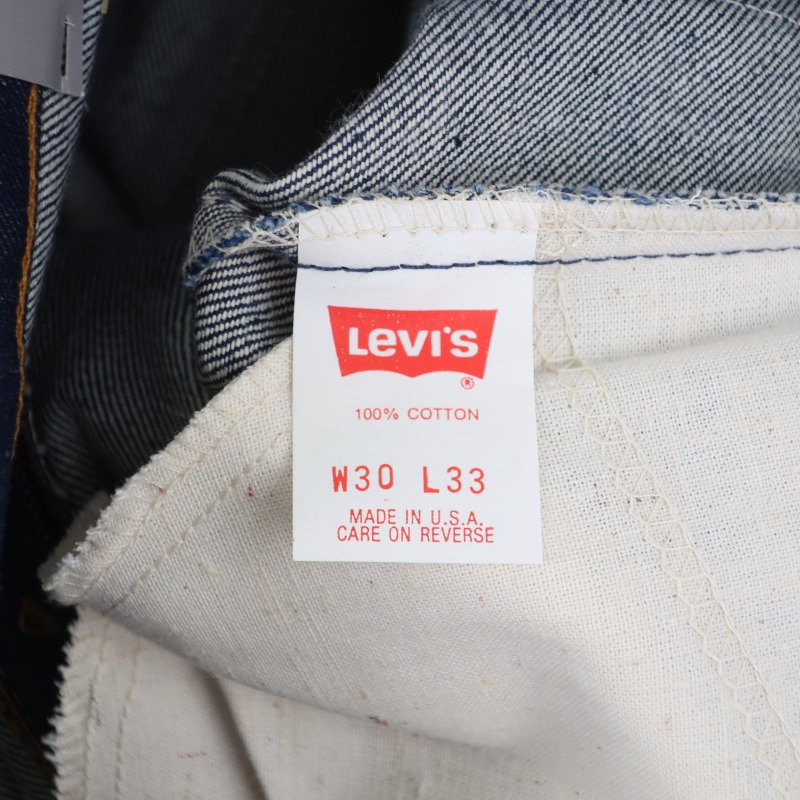 Levi's
®
100% COTTON
W30 L33
MADE IN U.S.A.
CARE ON REVERSE